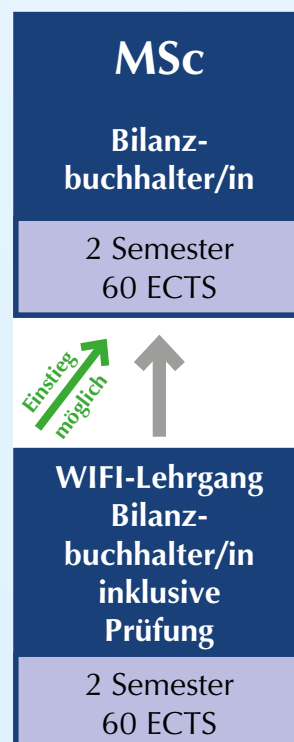 MSc
Bilanz-
buchhalter/in
2 Semester
60 ECTS
Einstieg
möglich
WIFI-Lehrgang
Bilanz-
buchhalter/in
inklusive
Prüfung
2 Semester
60 ECTS